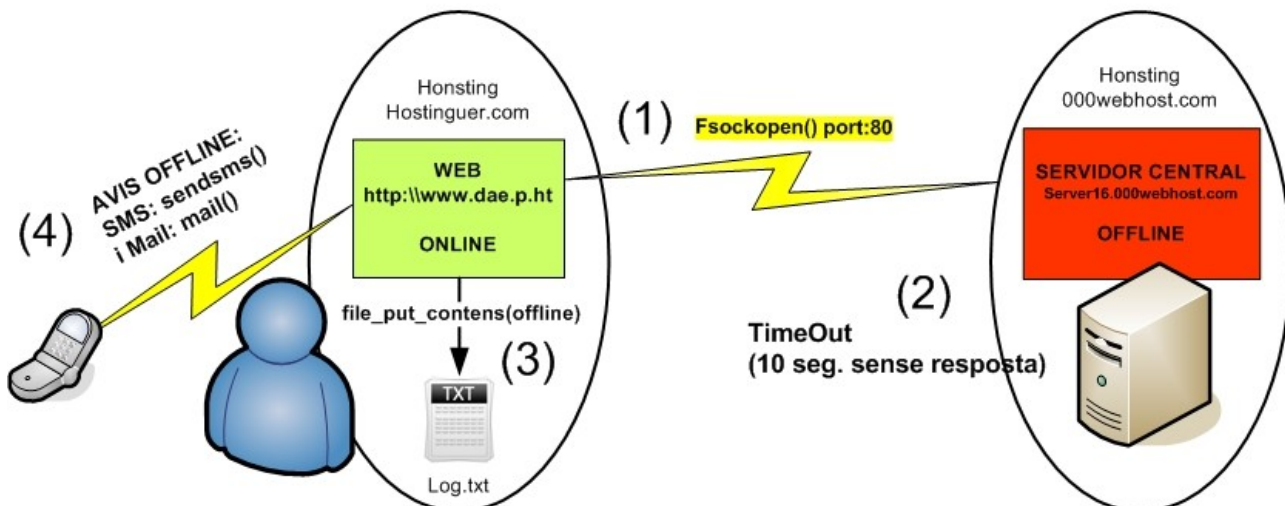 Honsting
Hostinguer.com
WEB
http:\\www.dae.p.ht
ONLINE
file_put_contens(offline)
(3)
TXT
Log.txt
(4)
AVIS OFFLINE:
SMS: sendsms()
i Mail: mail()
(1)
Fsockopen() port:80
(2)
TimeOut
(10 seg. sense resposta)
Honsting
000webhost.com
SERVIDOR CENTRAL
Server16.000webhost.com
OFFLINE